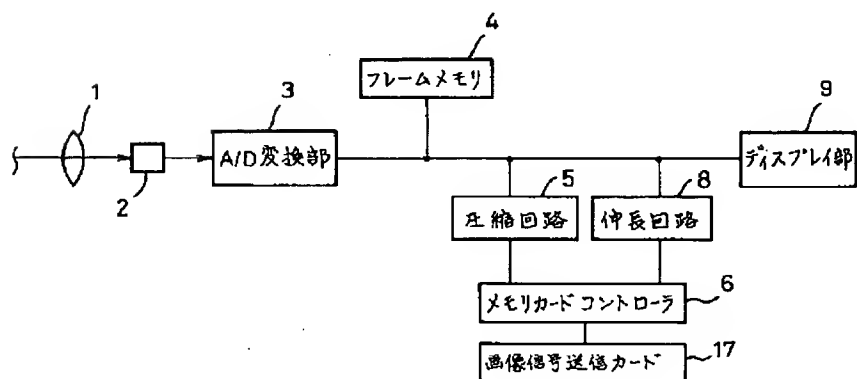 4
フレームメモリ
1
3
9
A/D変換部
ディスプレイ部
2
5
8
圧縮回路
伸長回路
6
メモリカードコントローラ
画像信号送信カード
17